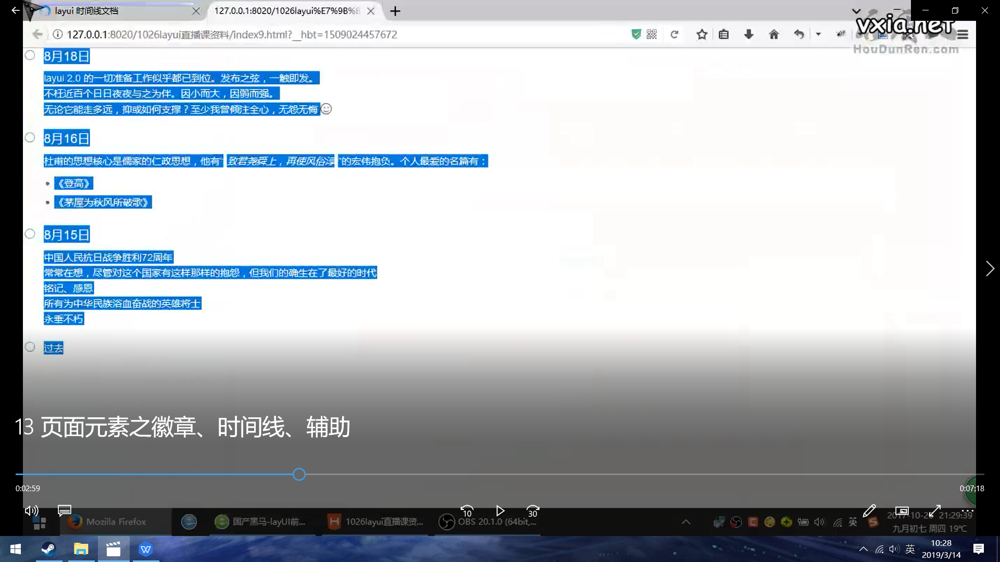 layui 时间线文档
127.0.0.1:8020/1026layui%E7%9B%B
vxia.net
127.0.0.1:8020/1026layui直播课资料/index9.html?__hbt=1509024457672
HouDunRen.com
8月18日
layui 2.0 的一切准备工作似乎都已到位。发布之弦，一触即发。
不枉近百个日日夜夜与之为伴。因小而大，因弱而强。
无论它能走多远，抑或如何支撑？至少我曾倾注全心，无怨无悔
8月16日
杜甫的思想核心是儒家的仁政思想，他有“ 致君尧舜上，再使风俗淳 ”的宏伟抱负。个人最爱的名篇有：
《登高》
《茅屋为秋风所破歌》
8月15日
中国人民抗日战争胜利72周年
常常在想，尽管对这个国家有这样那样的抱怨，但我们的确生在了最好的时代
铭记、感恩
所有为中华民族浴血奋战的英雄将士
永垂不朽
过去
13 页面元素之徽章、时间线、辅助
0:02:59
0:07:18
10
30
Mozilla Firefox
国产黑马-layUI前...
1026layui直播课资...
OBS 20.1.0 (64bit,...
英
2017-10-26 21:29:39
九月初七 周四 19℃
英
10:28
2019/3/14